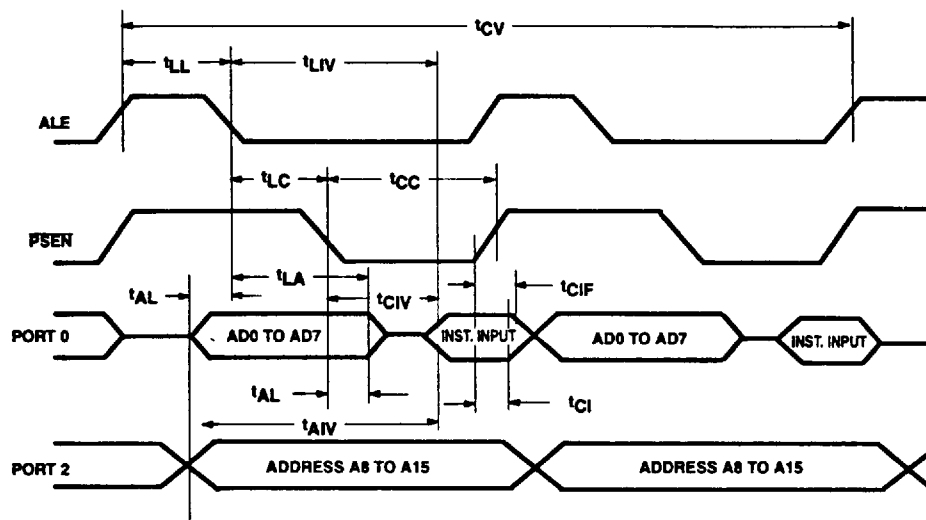 tCV
tLL
tLIV
ALE
tLC
tCC
PSEN
tLA
tCIF
tAL
tCIV
PORT 0
AD0 TO AD7
INST. INPUT
AD0 TO AD7
INST. INPUT
tAL
tCI
tAIV
PORT 2
ADDRESS A8 TO A15
ADDRESS A8 TO A15